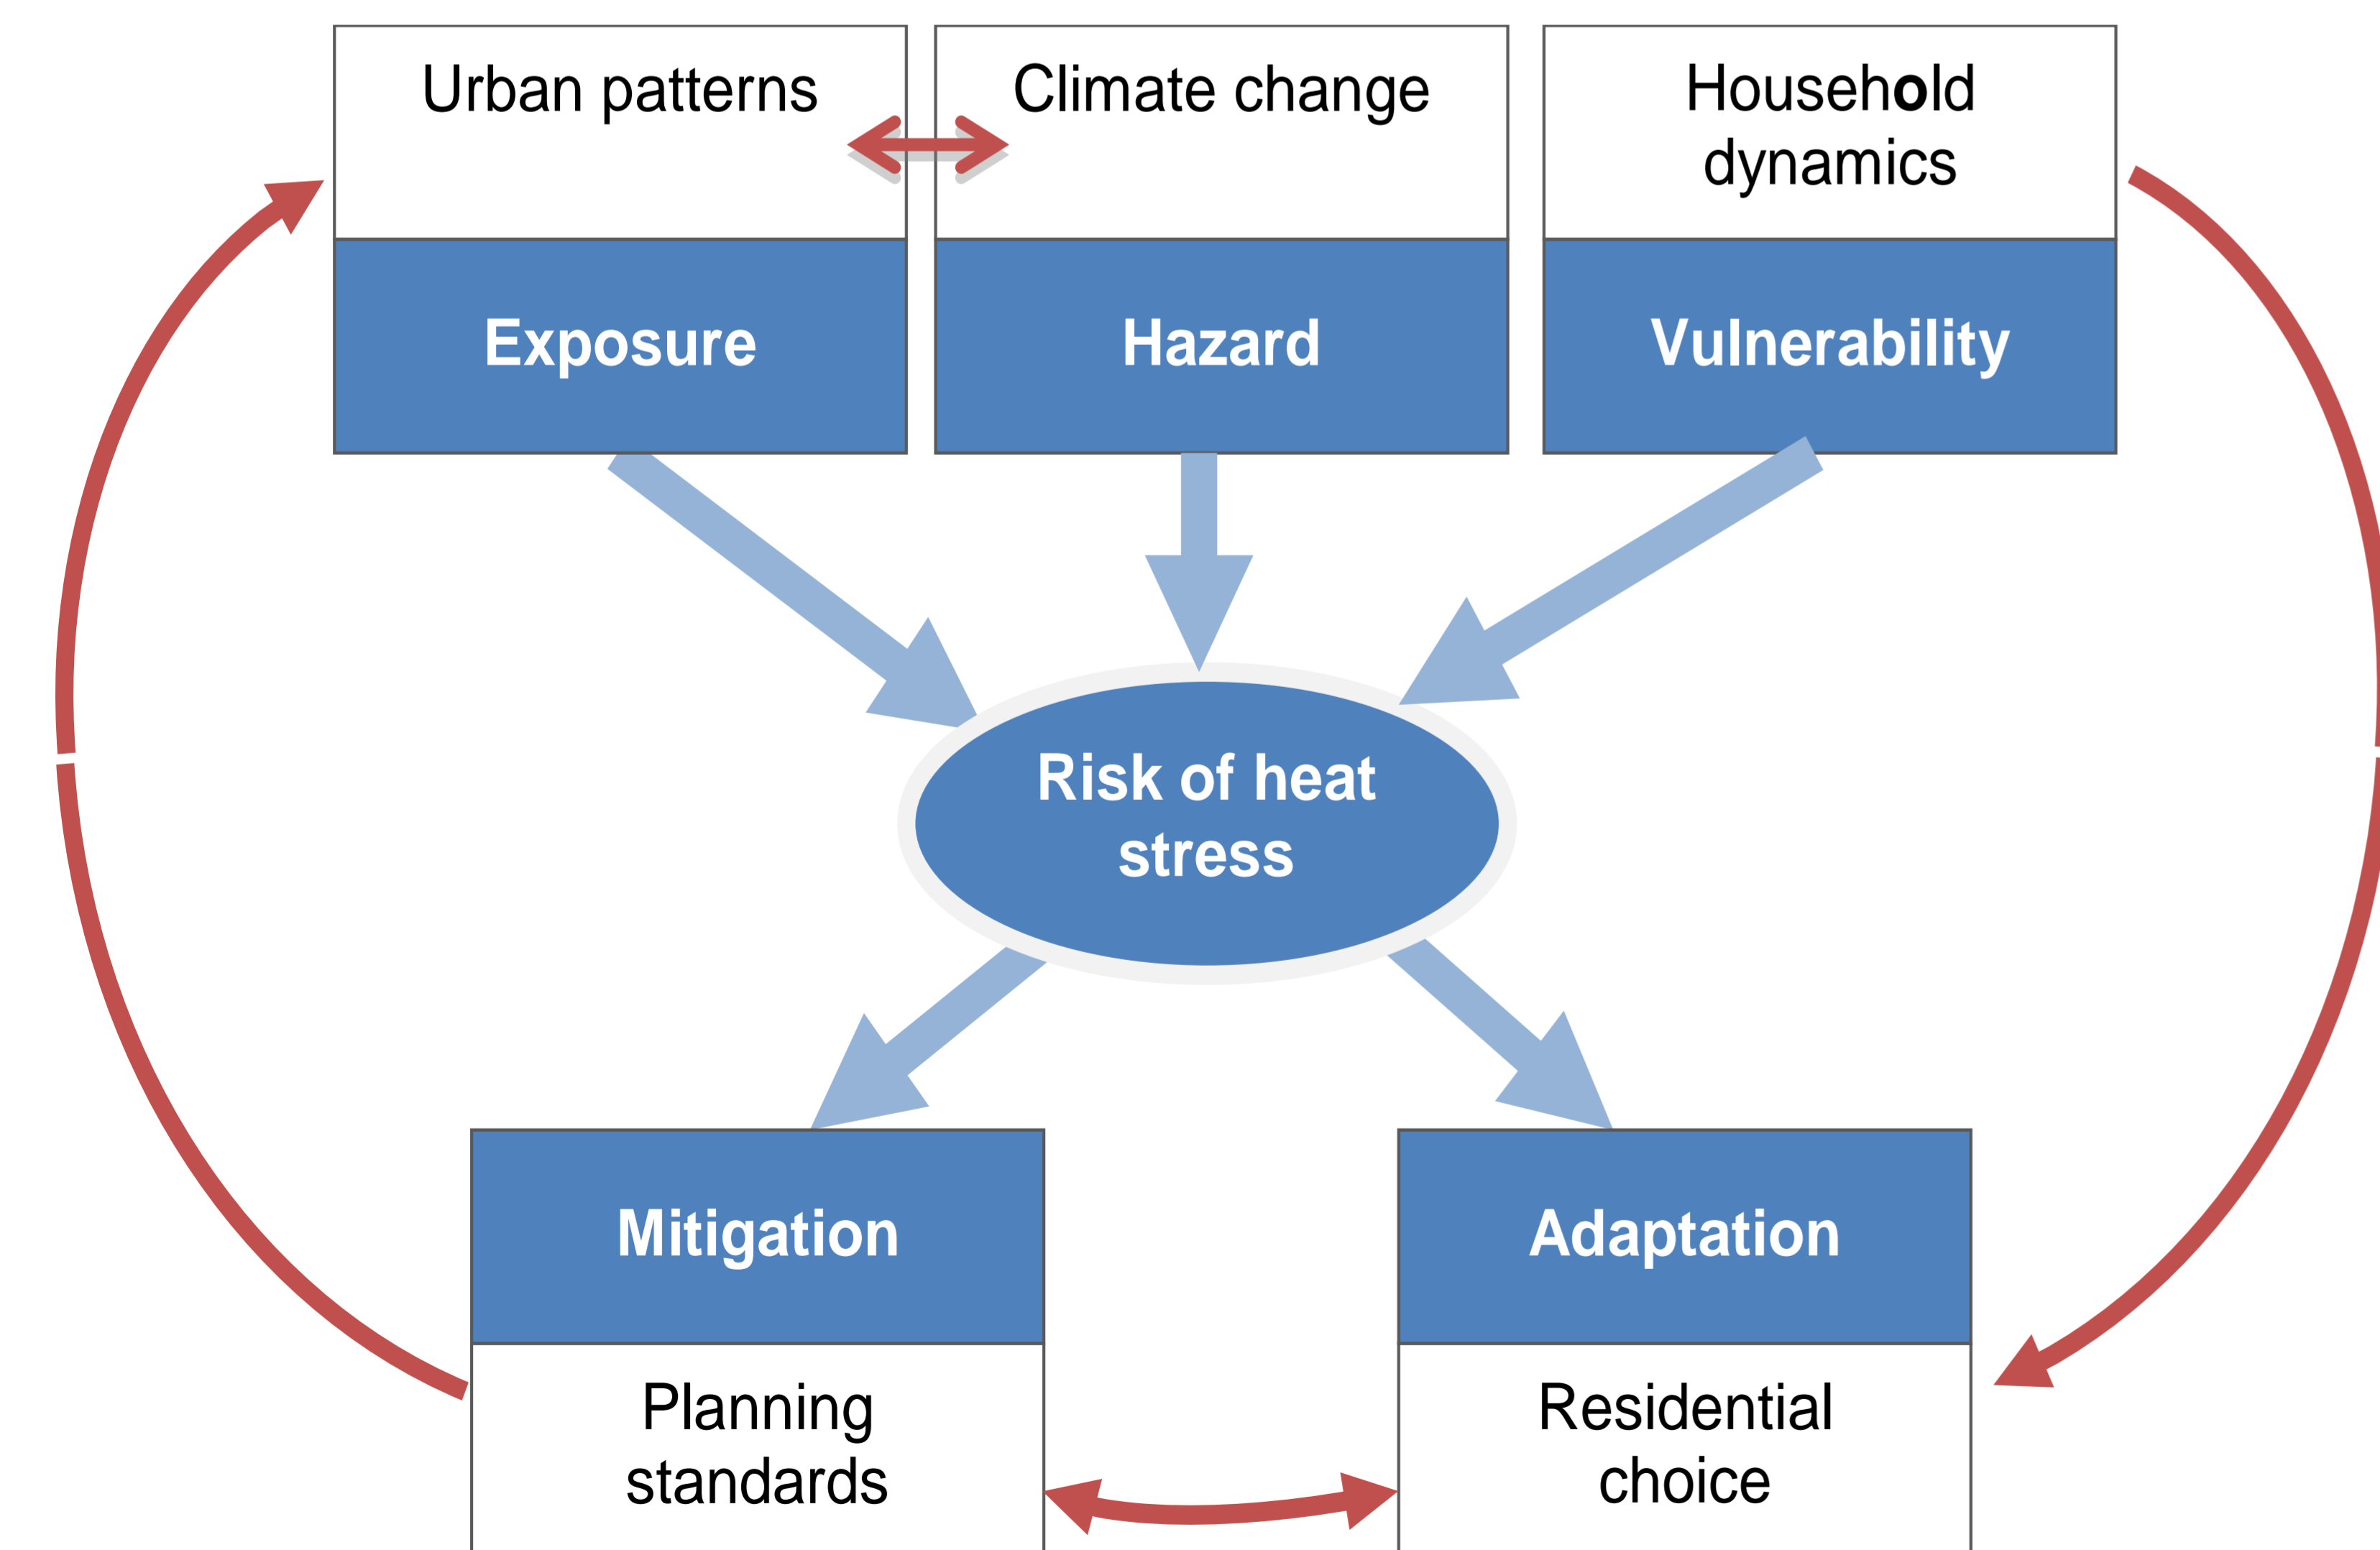 Urban patterns
Climate change
Household
dynamics
Exposure
Hazard
Vulnerability
Risk of heat
stress
Mitigation
Adaptation
Planning
standards
Residential
choice